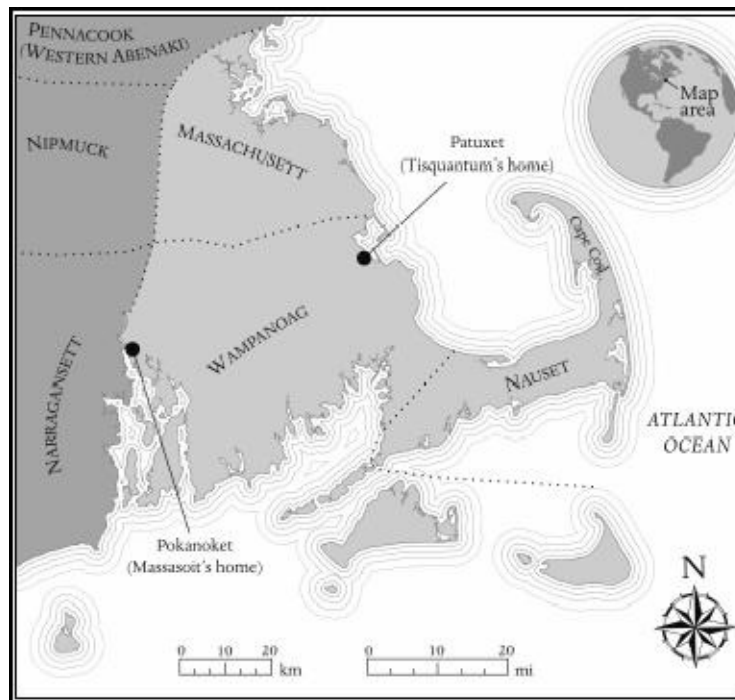 PENNACOOK
(WESTERN ABENAKI)
Map
area
NIPMUCK
MASSACHUSETT
Patuxet
(Tisquantum's home)
Cape Cod
WAMPANOAG
NARRAGANSETT
NAUSET
ATLANTIC
OCEAN
Pokanoket
(Massasoit's home)
N
0 10 20
km
0 10 20
mi